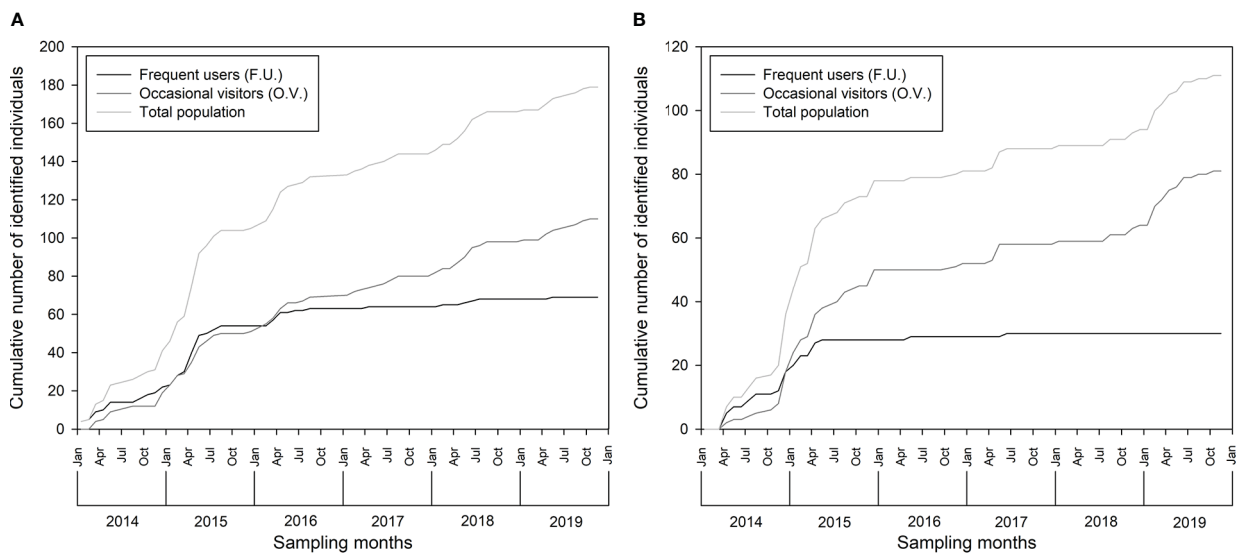 A
Cumulative number of identified individuals
200
180
160
140
120
100
80
60
40
20
0
Frequent users (F.U.)
Occasional visitors (O.V.)
Total population
Jan Apr Jul Oct Jan Apr Jul Oct Jan Apr Jul Oct Jan Apr Jul Oct Jan Apr Jul Oct Jan Apr Jul Oct Jan
2014 2015 2016 2017 2018 2019
Sampling months
B
Cumulative number of identified individuals
120
100
80
60
40
20
0
Frequent users (F.U.)
Occasional visitors (O.V.)
Total population
Jan Apr Jul Oct Jan Apr Jul Oct Jan Apr Jul Oct Jan Apr Jul Oct Jan Apr Jul Oct Jan Apr Jul Oct Jan
2014 2015 2016 2017 2018 2019
Sampling months